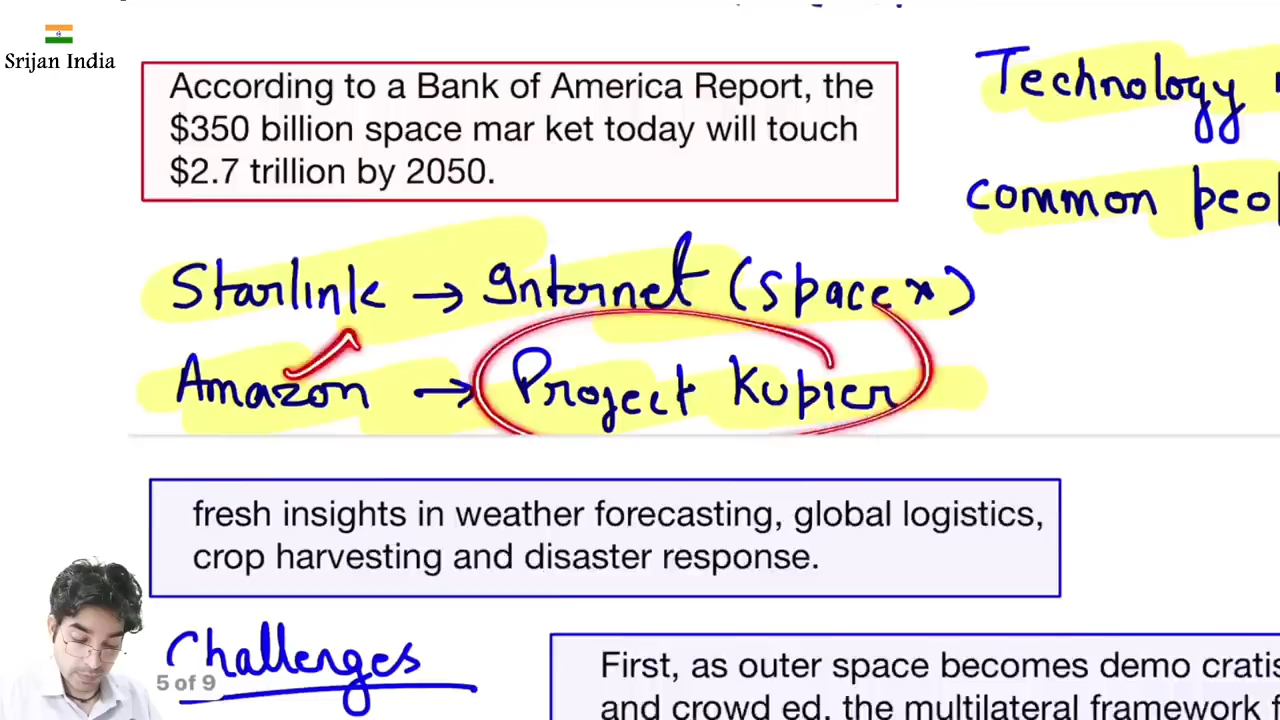 Srijan India
According to a Bank of America Report, the
$350 billion space mar ket today will touch
$2.7 trillion by 2050.
Technology
common
Starlink → Internet (spacex)
Amazon → Project Kupier
fresh insights in weather forecasting, global logistics,
crop harvesting and disaster response.
Challenges
5 of 9
First, as outer space becomes demo
and crowd ed, the multilateral framework